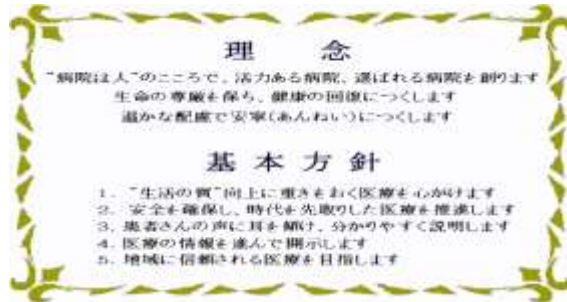 理念
“病院は人”のこころで、活力ある病院、選ばれる病院を創ります
生命の尊厳を保ち、健康の回復につくします
温かな配慮で安寧(あんねい)につくします
基本方針
1. “生活の質”向上に重きをおく医療を心がけます
2. 安全を確保し、時代を先取りした医療を推進します
3. 患者さんの声に耳を傾け、分かりやすく説明します
4. 医療の情報を進んで開示します
5. 地域に信頼される医療を目指します